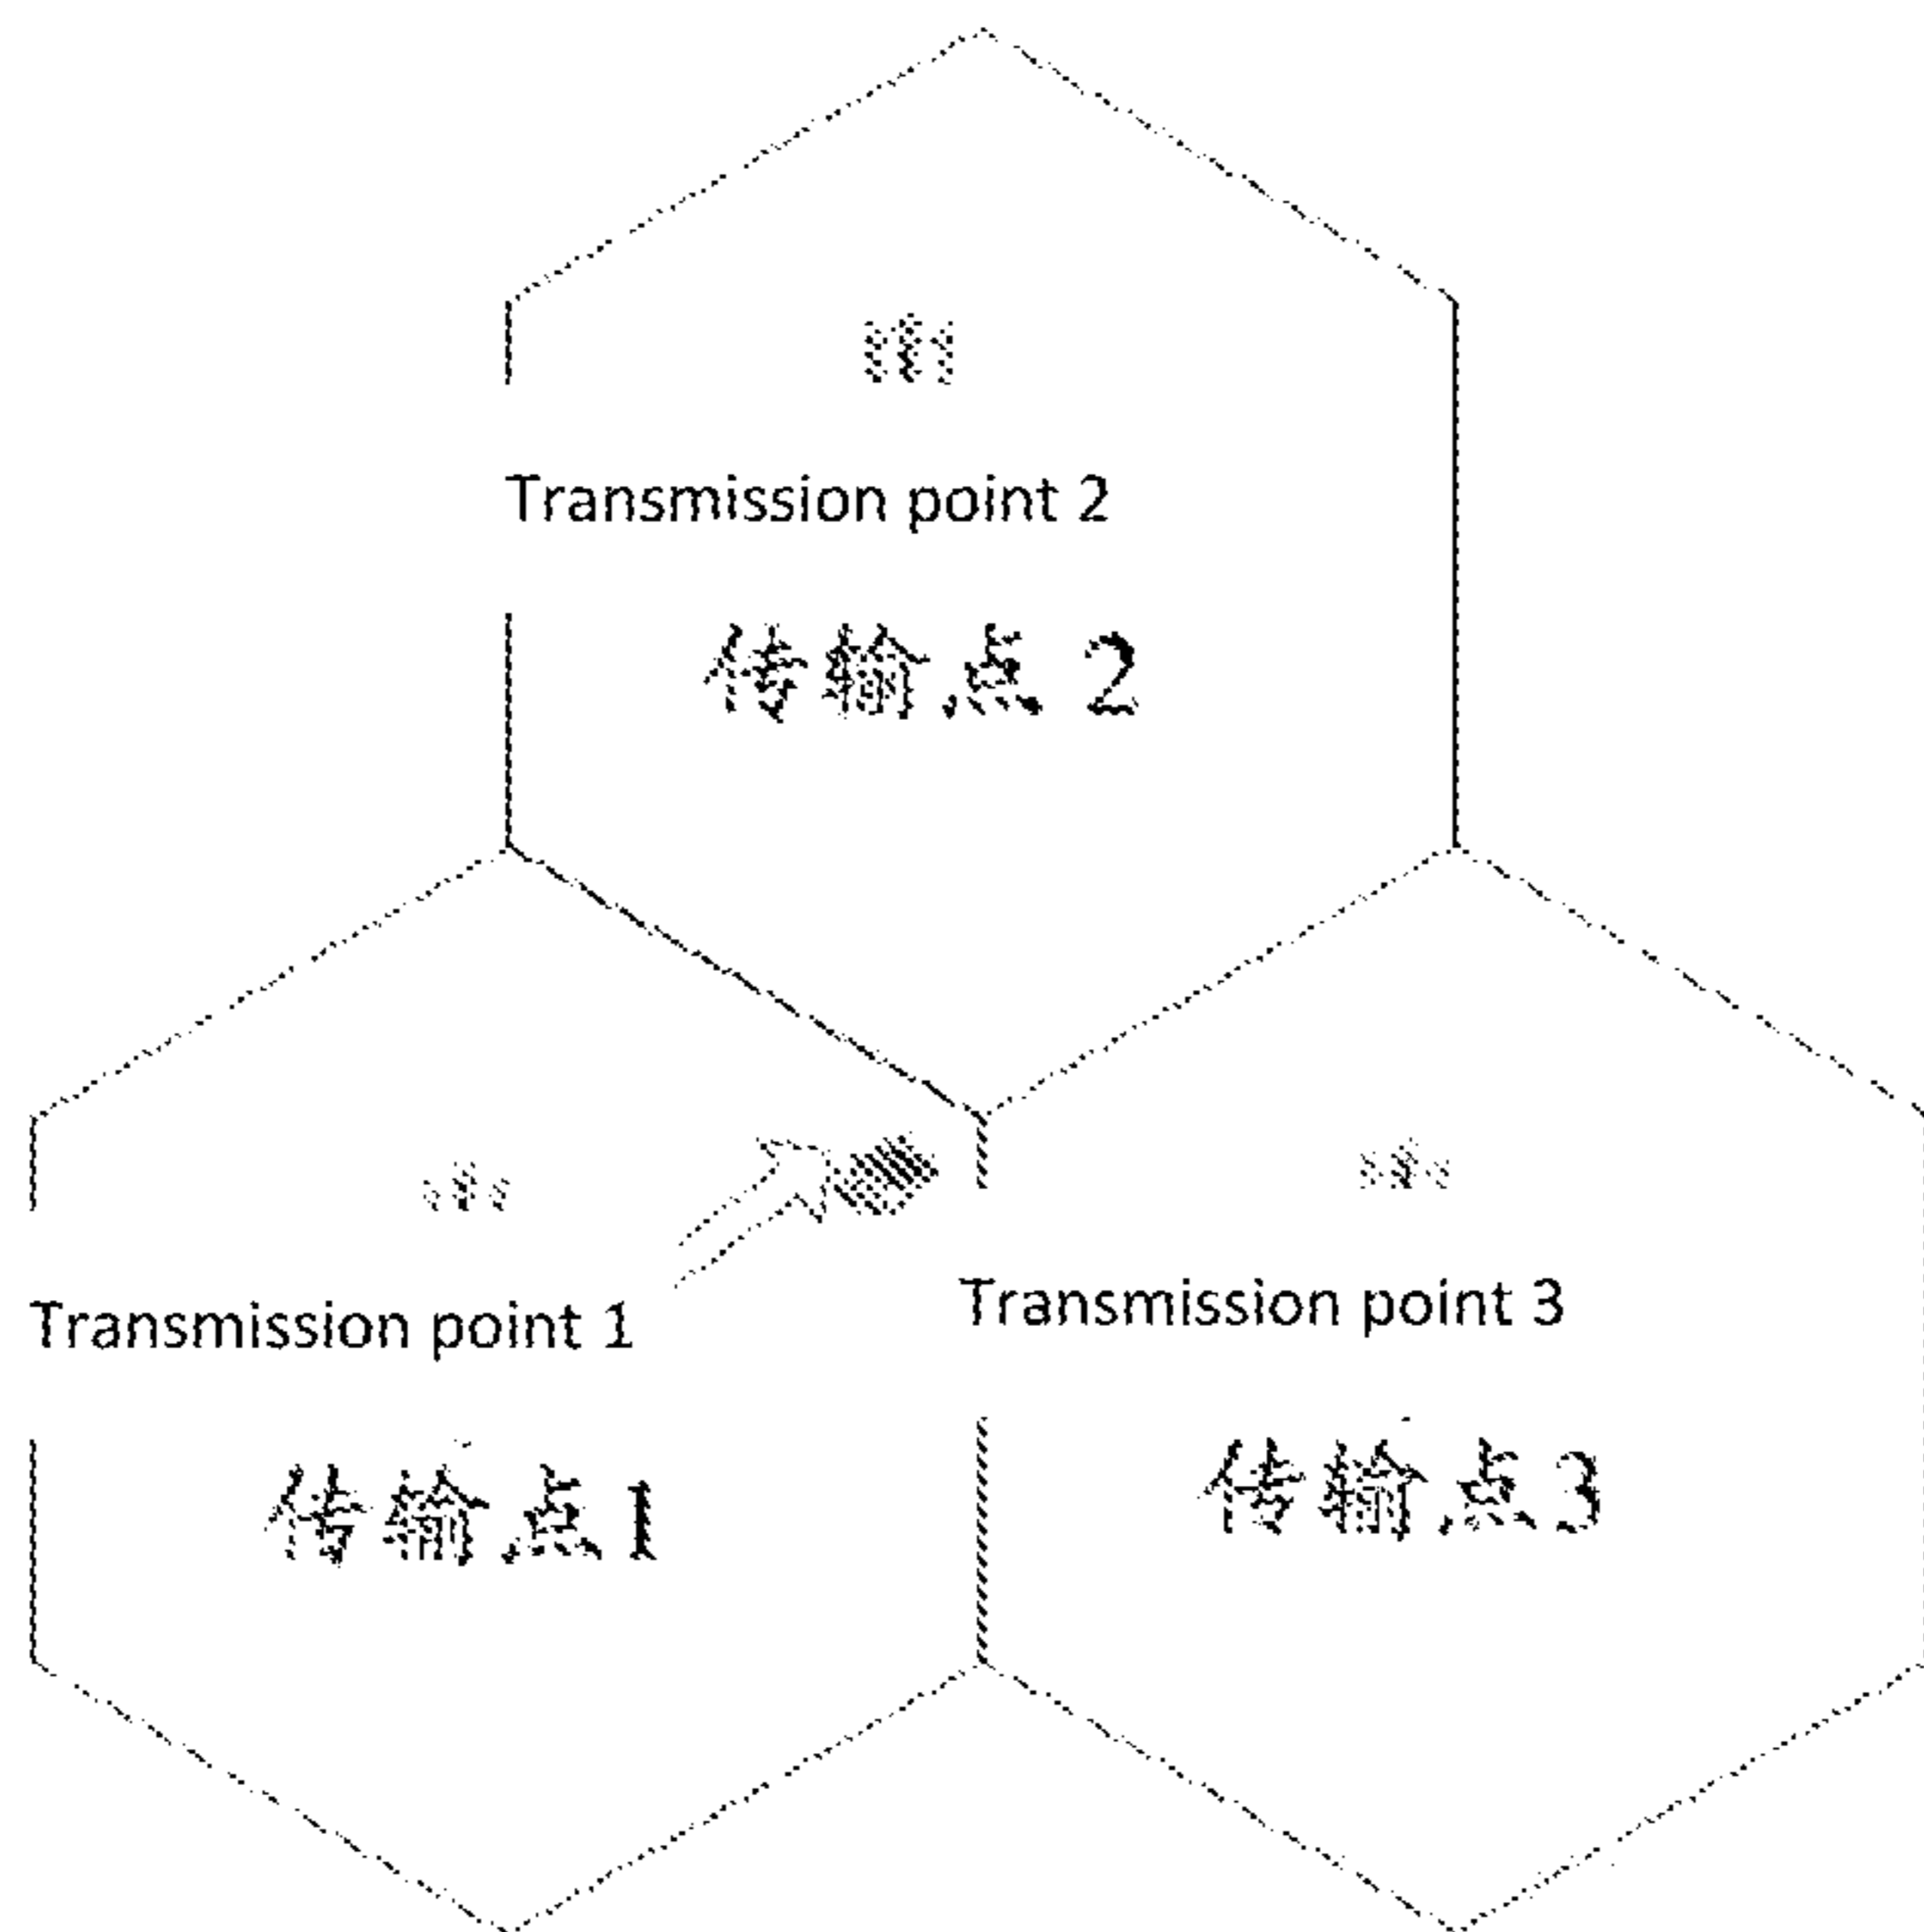 Transmission point 2
传输点 2
Transmission point 1
传输点1
Transmission point 3
传输点3